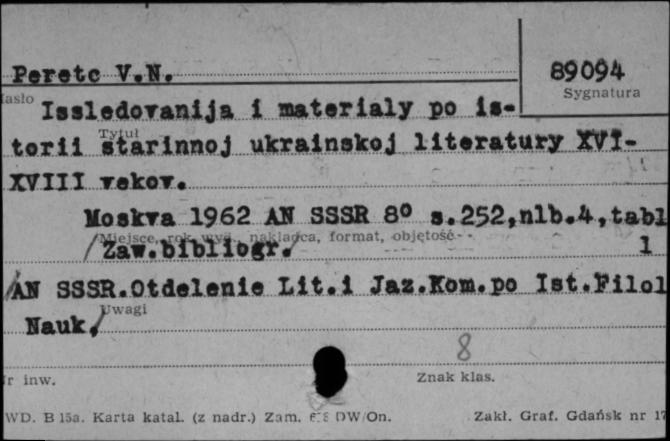 Peretc V.N.
89094
Sygnatura
asło
Issledovanija i materialy po is-
Tytuł
torii starinnoj ukrainskoj literatury XVI-
XVIII vekov.
Moskva 1962 AN SSSR 8° s.252,nlb.4,tabl
Miejsce, rok wyd., nakładca, format, objętość
/Zaw.bibliogr./ 1
/AN SSSR.Otdelenie Lit.i Jaz.Kom.po Ist.Filol
Uwagi
Nauk/
8
r inw.
Znak klas.
WD. B 15a. Karta katal. (z nadr.) Zam. DW/On.
Zakł. Graf. Gdańsk nr 17